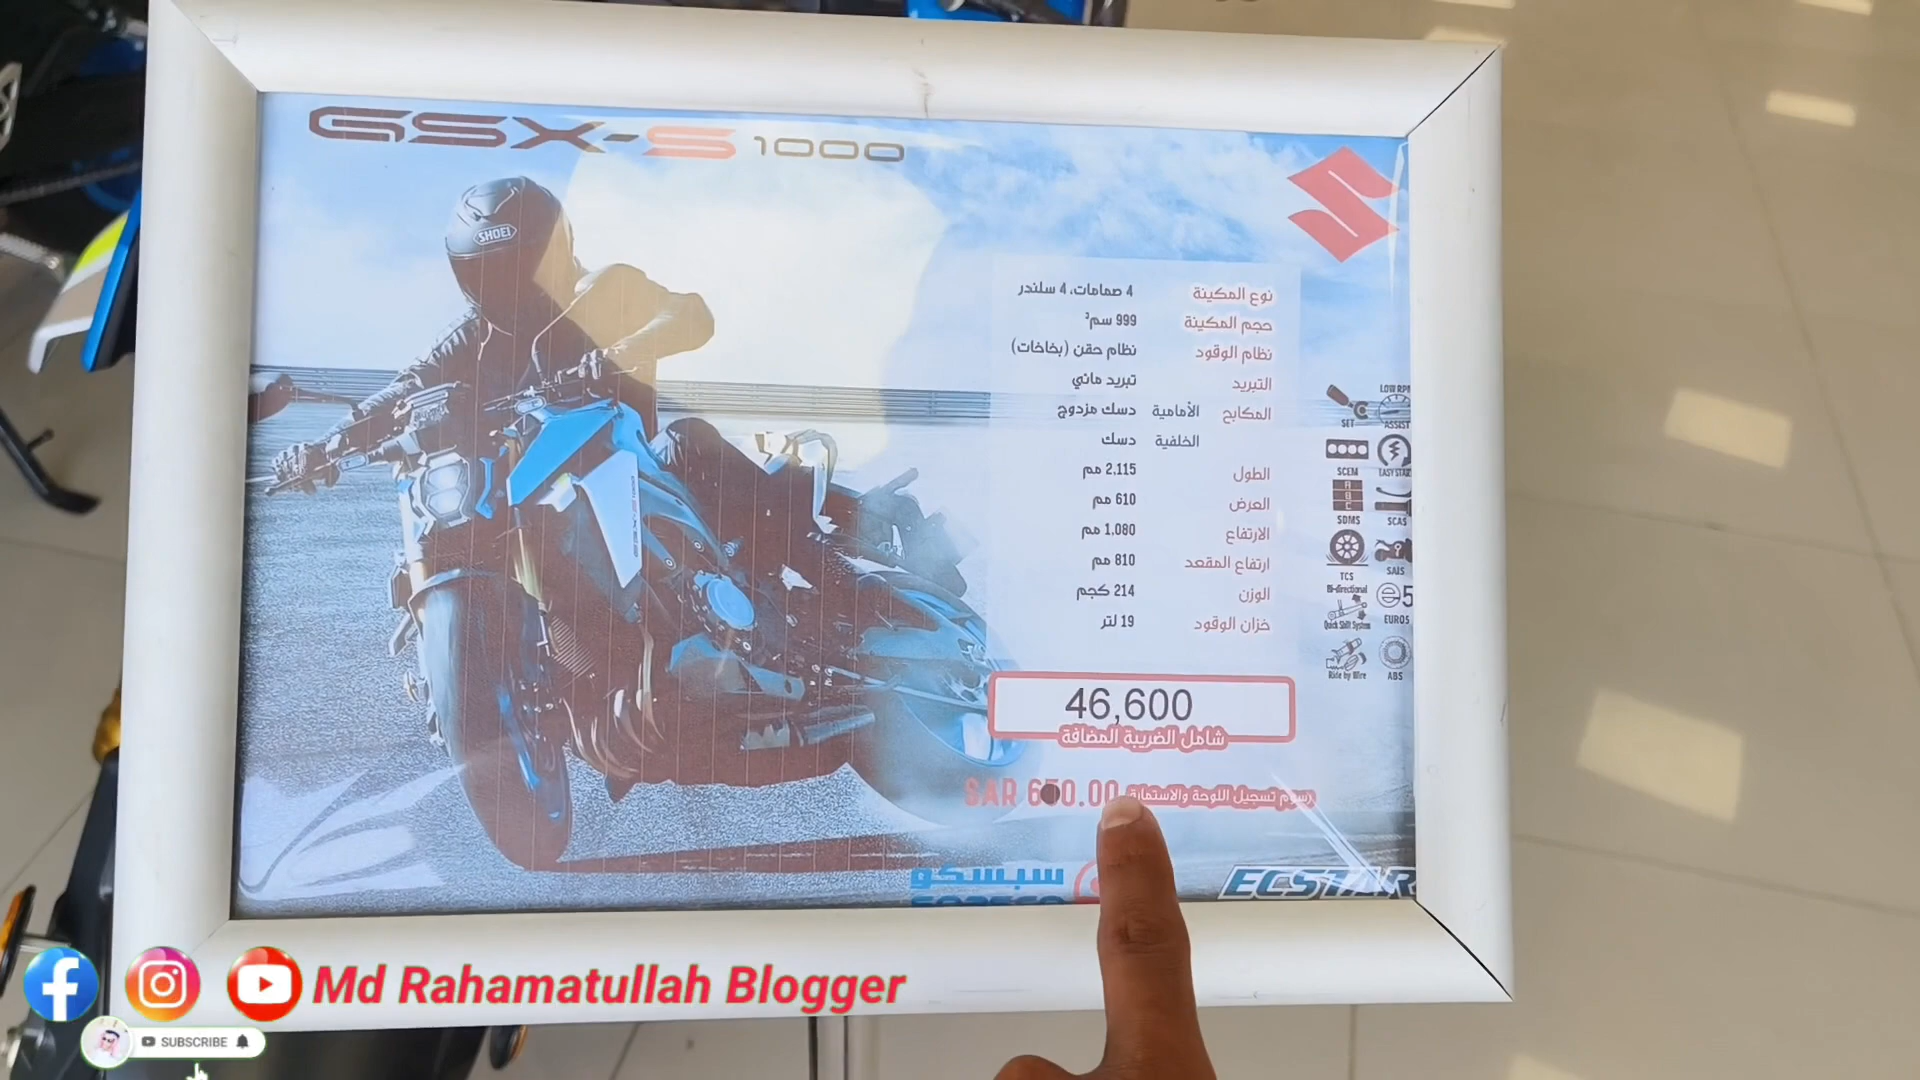 GSX-S 1000
SHOEI
نوع المكينة 4 صمامات، 4 سلندر
حجم المكينة 999 سم³
نظام الوقود نظام حقن (بخاخات)
التبريد تبريد مائي
المكابح الأمامية دسك مزدوج
الخلفية دسك
الطول 2,115 مم
العرض 610 مم
الارتفاع 1,080 مم
ارتفاع المقعد 810 مم
الوزن 214 كجم
خزان الوقود 19 لتر
LOW RPM
SET ASSIST
SCEM EASY START
A
B
C
SDMS SCAS
TCS SAIS
Bi-directional
Quick Shift System EURO5
Ride by Wire ABS
46,600
شامل الضريبة المضافة
رسوم تسجيل اللوحة والاستمارة SAR 650.00
سبسكو
ECSTAR
Md Rahamatullah Blogger
SUBSCRIBE